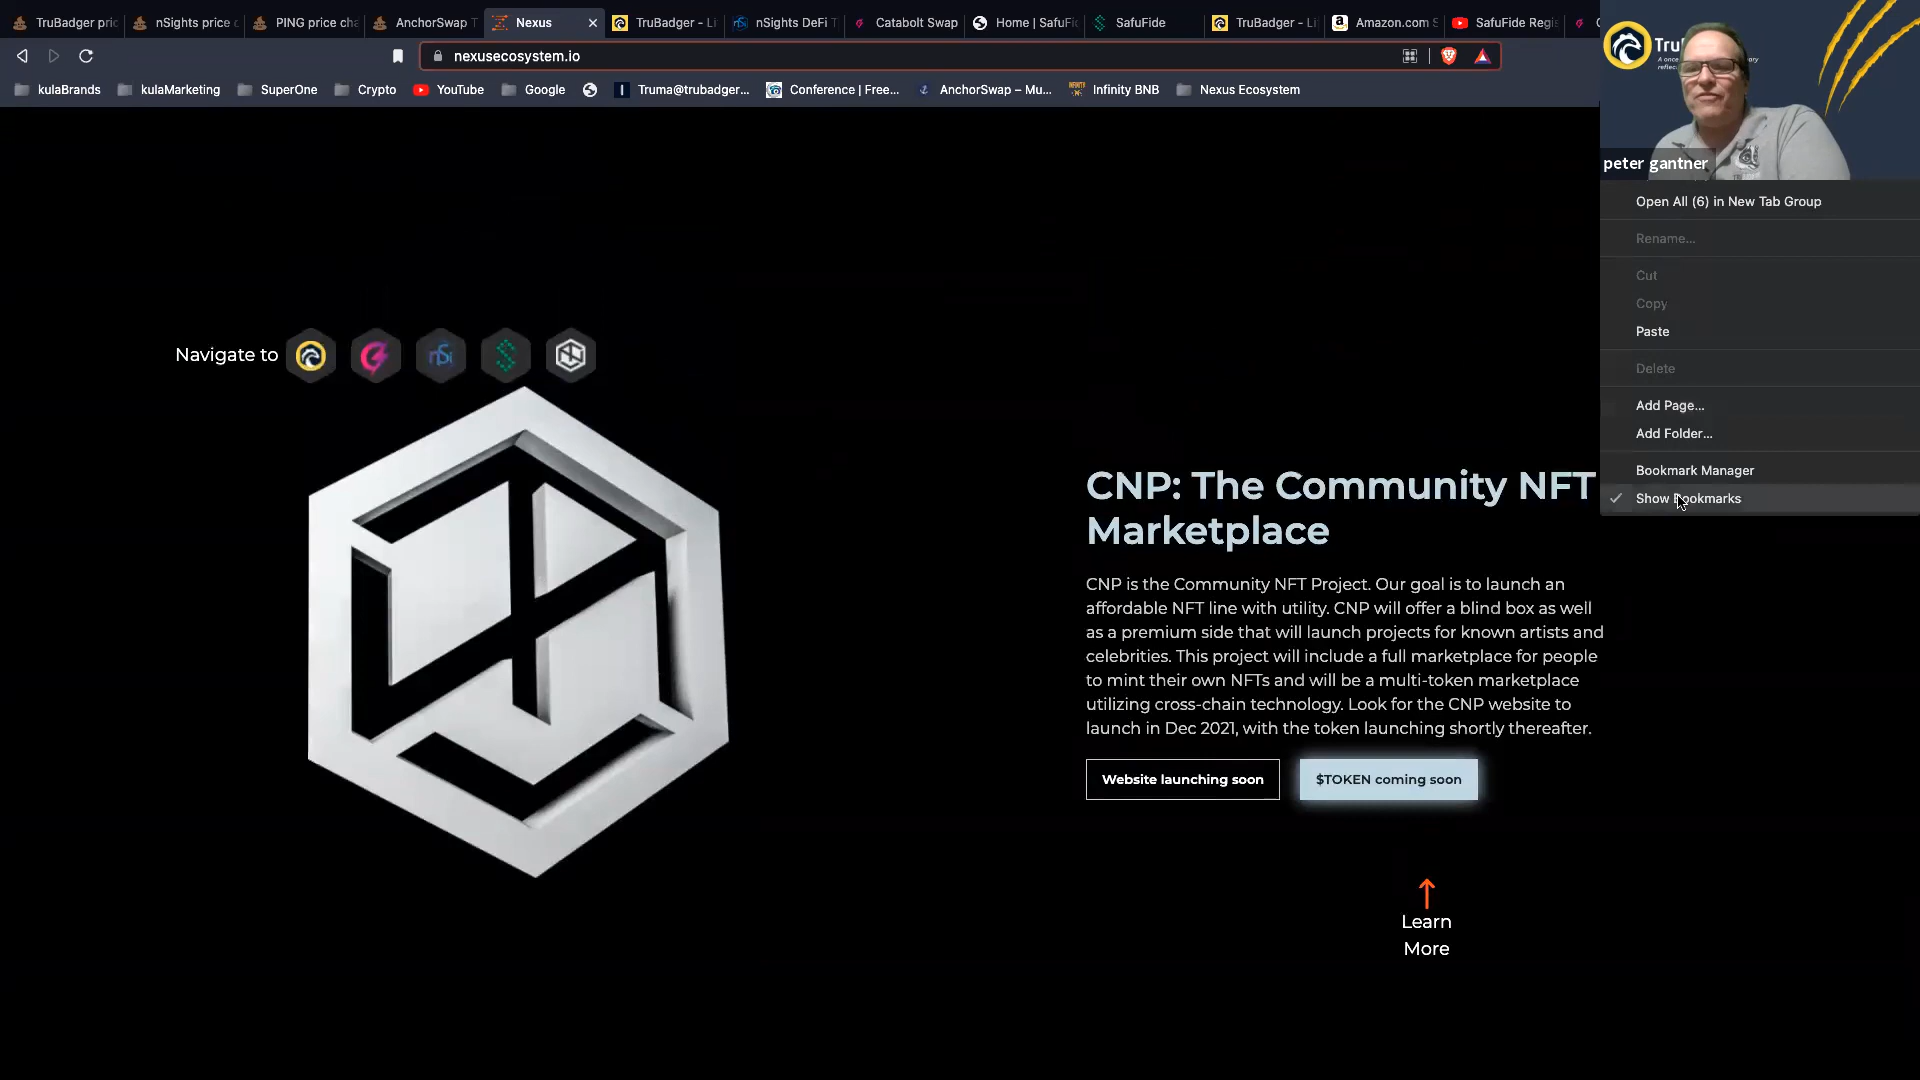 TruBadger pric
nSights price c
PING price cha
AnchorSwap T
Nexus
TruBadger - Li
nSights DeFi T
Catabolt Swap
Home | SafuFi
SafuFide
TruBadger - Li
Amazon.com S
SafuFide Regi
nexusecosystem.io
kulaBrands
kulaMarketing
SuperOne
Crypto
YouTube
Google
Truma@trubadger...
Conference | Free...
AnchorSwap – Mu...
Infinity BNB
Nexus Ecosystem
peter gantner
Open All (6) in New Tab Group
Rename...
Cut
Copy
Paste
Delete
Add Page...
Add Folder...
Bookmark Manager
Show Bookmarks
Navigate to
nSi
CNP: The Community NFT
Marketplace
CNP is the Community NFT Project. Our goal is to launch an
affordable NFT line with utility. CNP will offer a blind box as well
as a premium side that will launch projects for known artists and
celebrities. This project will include a full marketplace for people
to mint their own NFTs and will be a multi-token marketplace
utilizing cross-chain technology. Look for the CNP website to
launch in Dec 2021, with the token launching shortly thereafter.
Website launching soon
$TOKEN coming soon
Learn
More